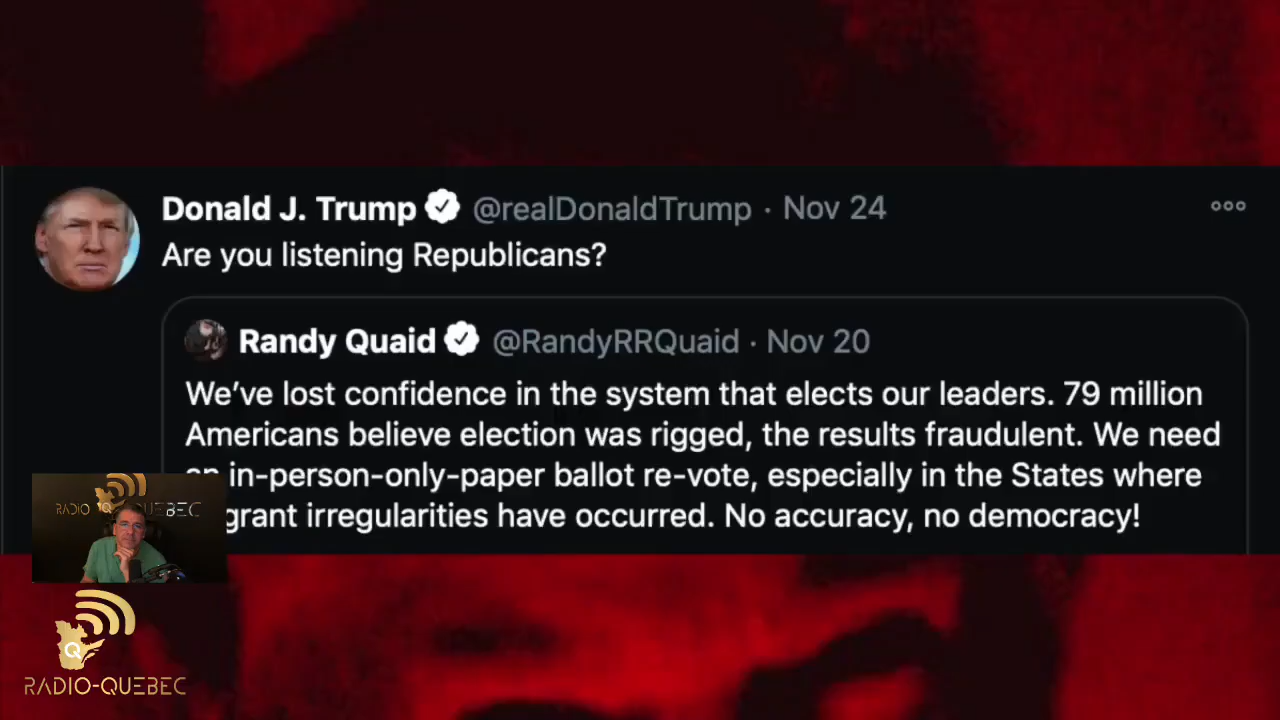 Donald J. Trump @realDonaldTrump · Nov 24
Are you listening Republicans?
Randy Quaid @RandyRRQuaid · Nov 20
We've lost confidence in the system that elects our leaders. 79 million
Americans believe election was rigged, the results fraudulent. We need
in-person-only-paper ballot re-vote, especially in the States where
irregularities have occurred. No accuracy, no democracy!
RADIO QUEBEC
Q
RADIO-QUEBEC